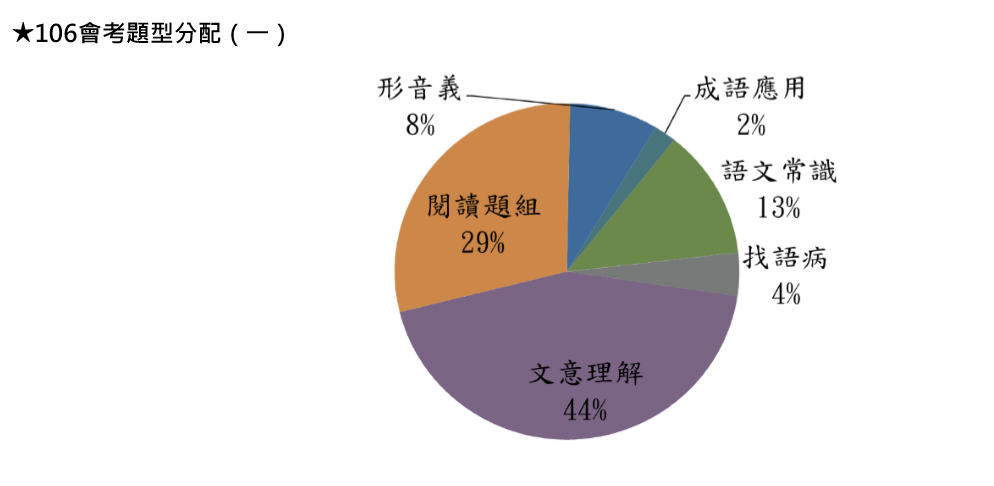 ★106會考題型分配（一）
形音義
8%
成語應用
2%
語文常識
13%
找語病
4%
文意理解
44%
閱讀題組
29%